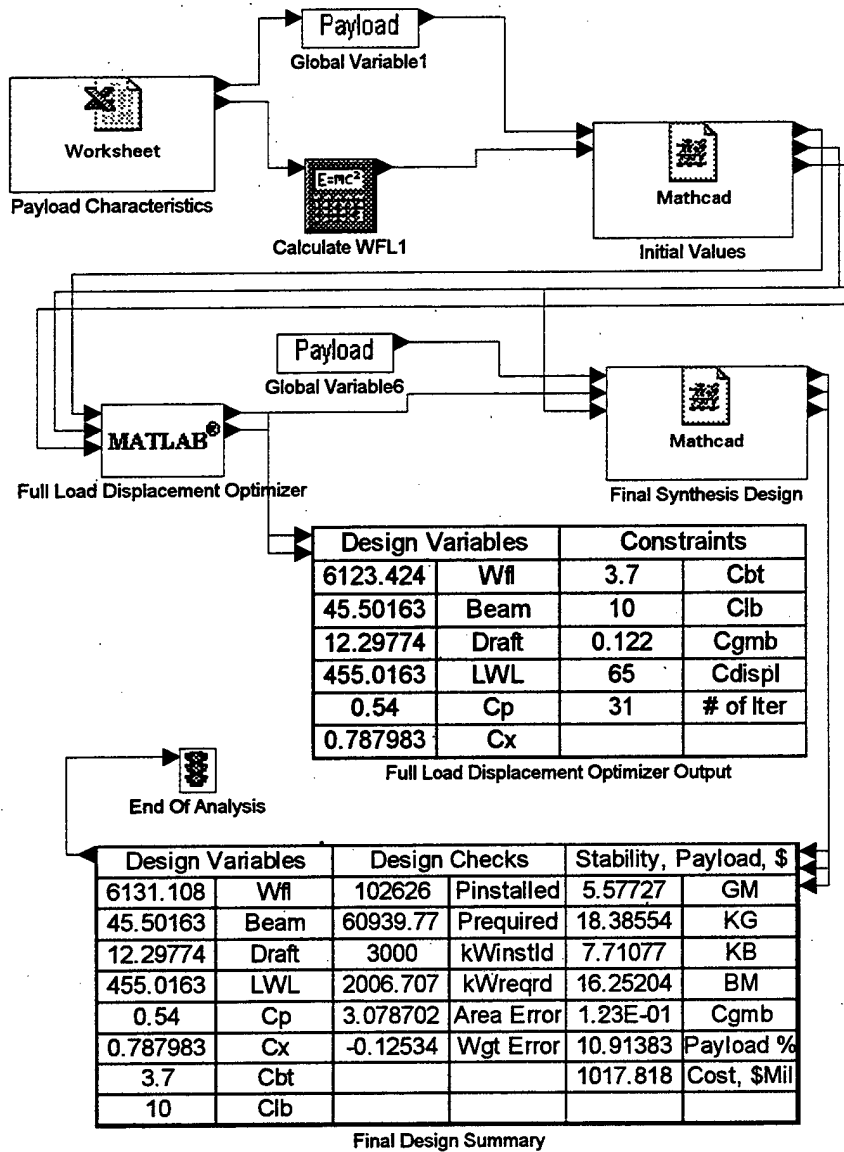 Payload
Global Variable1
Worksheet
Payload Characteristics
E=mc²
Calculate WFL1
Mathcad
Initial Values
Payload
Global Variable6
MATLAB®
Full Load Displacement Optimizer
Mathcad
Final Synthesis Design
Design Variables Constraints
6123.424 Wfl 3.7 Cbt
45.50163 Beam 10 Clb
12.29774 Draft 0.122 Cgmb
455.0163 LWL 65 Cdispl
0.54 Cp 31 # of Iter
0.787983 Cx
Full Load Displacement Optimizer Output
End Of Analysis
Design Variables Design Checks Stability, Payload, $
6131.108 Wfl 102626 Pinstalled 5.57727 GM
45.50163 Beam 60939.77 Prequired 18.38554 KG
12.29774 Draft 3000 kWinstld 7.71077 KB
455.0163 LWL 2006.707 kWreqrd 16.25204 BM
0.54 Cp 3.078702 Area Error 1.23E-01 Cgmb
0.787983 Cx -0.12534 Wgt Error 10.91383 Payload %
3.7 Cbt 1017.818 Cost, $Mil
10 Clb
Final Design Summary